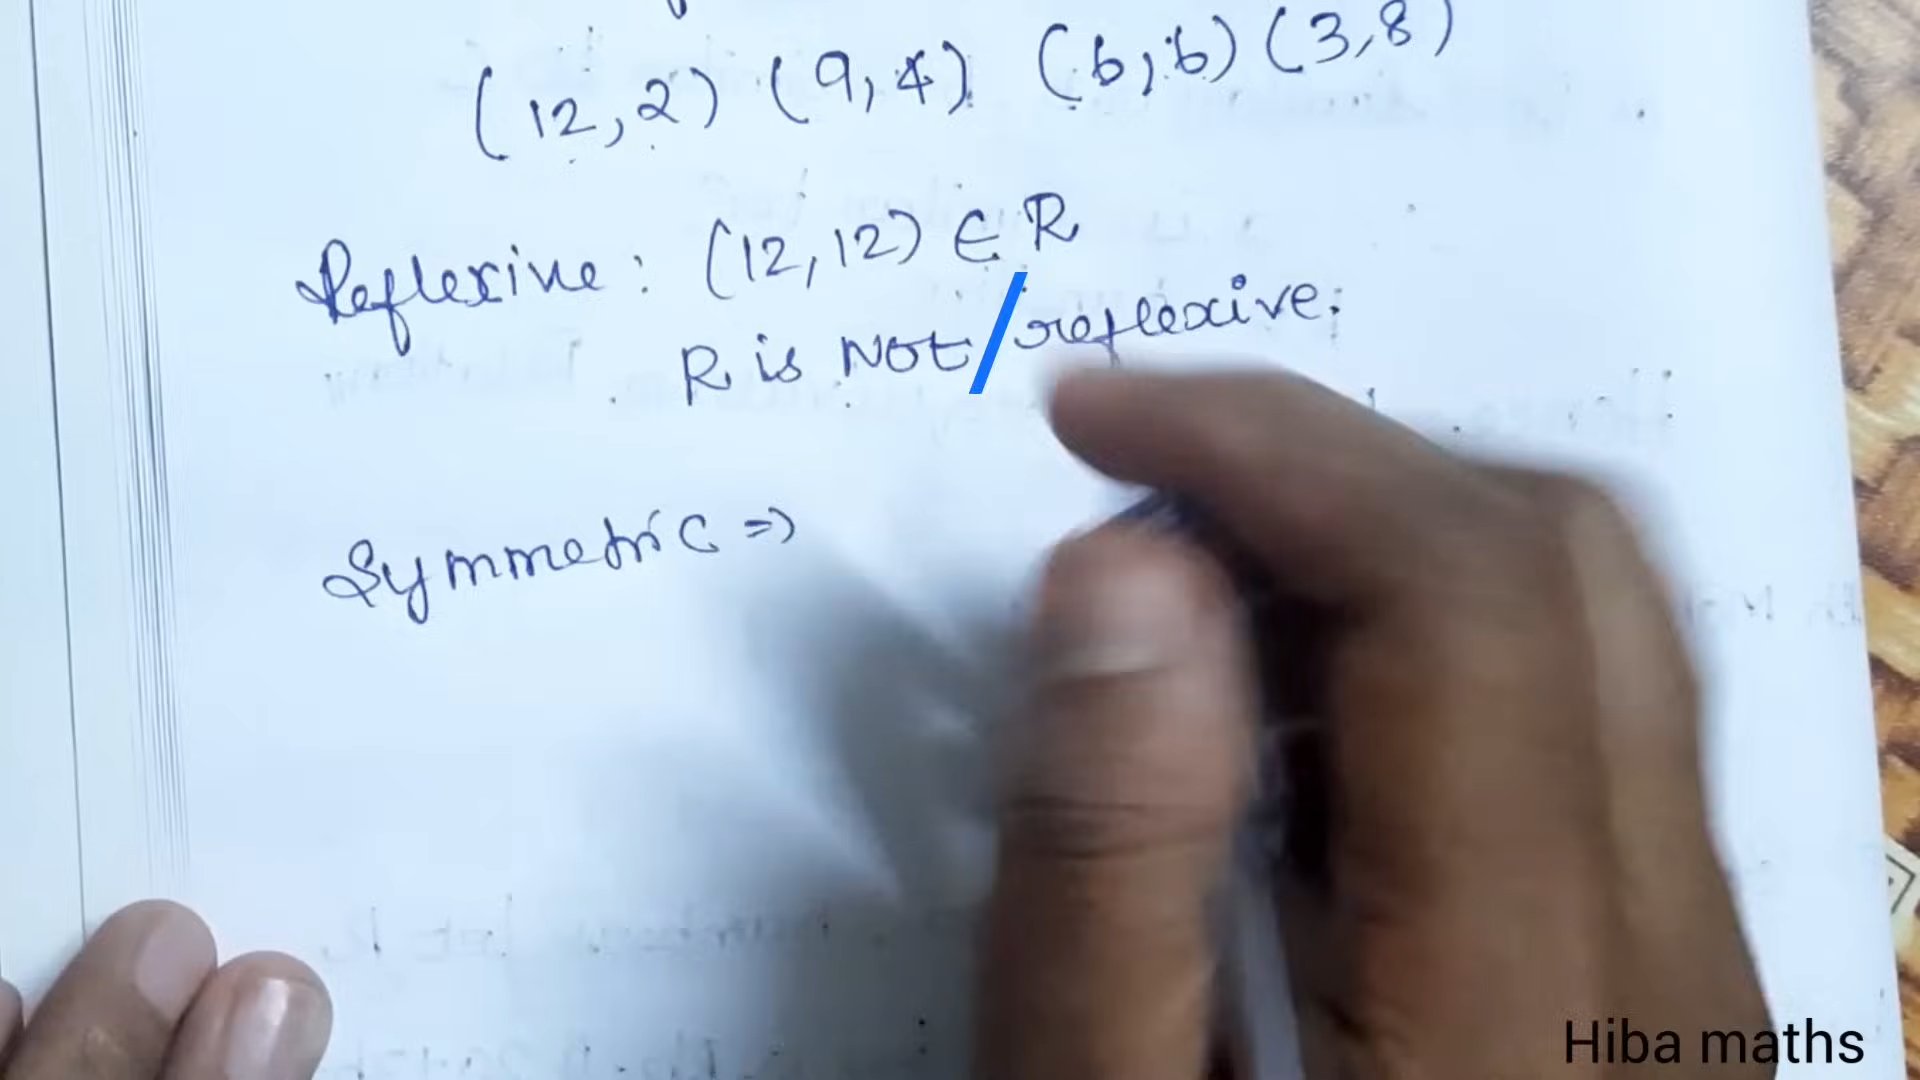 (12,2) (9,4) (6,6) (3,8)
Reflexive: (12,12) ∈ R
R is Not / reflexive.
Symmetric ⇒
Hiba maths